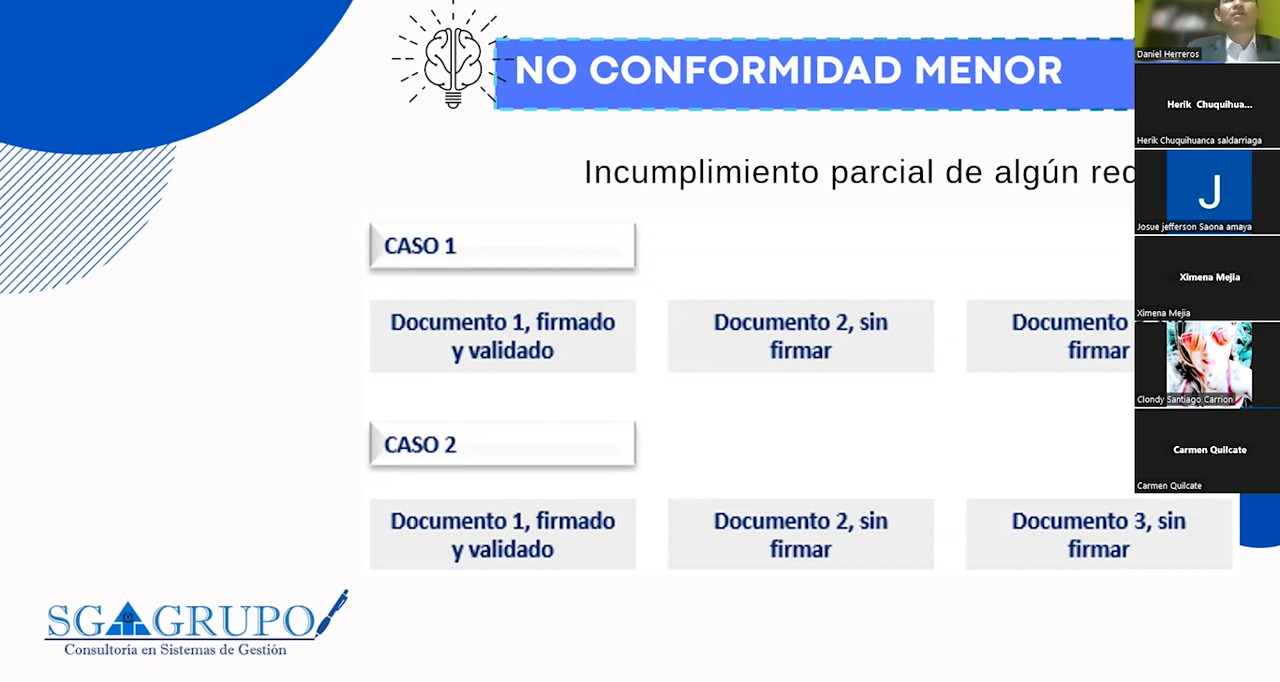 NO CONFORMIDAD MENOR
Incumplimiento parcial de algún
CASO 1
Documento 1, firmado
y validado
Documento 2, sin
firmar
Documento
firmar
CASO 2
Documento 1, firmado
y validado
Documento 2, sin
firmar
Documento 3, sin
firmar
SGAGRUPO
Consultoría en Sistemas de Gestión
Daniel Herreros
Herik Chuquihua...
Herik Chuquihuanca saldarriaga
J
Josue jefferson Saona amaya
Ximena Mejia
Ximena Mejia
Clondy Santiago Carrion
Carmen Quilcate
Carmen Quilcate